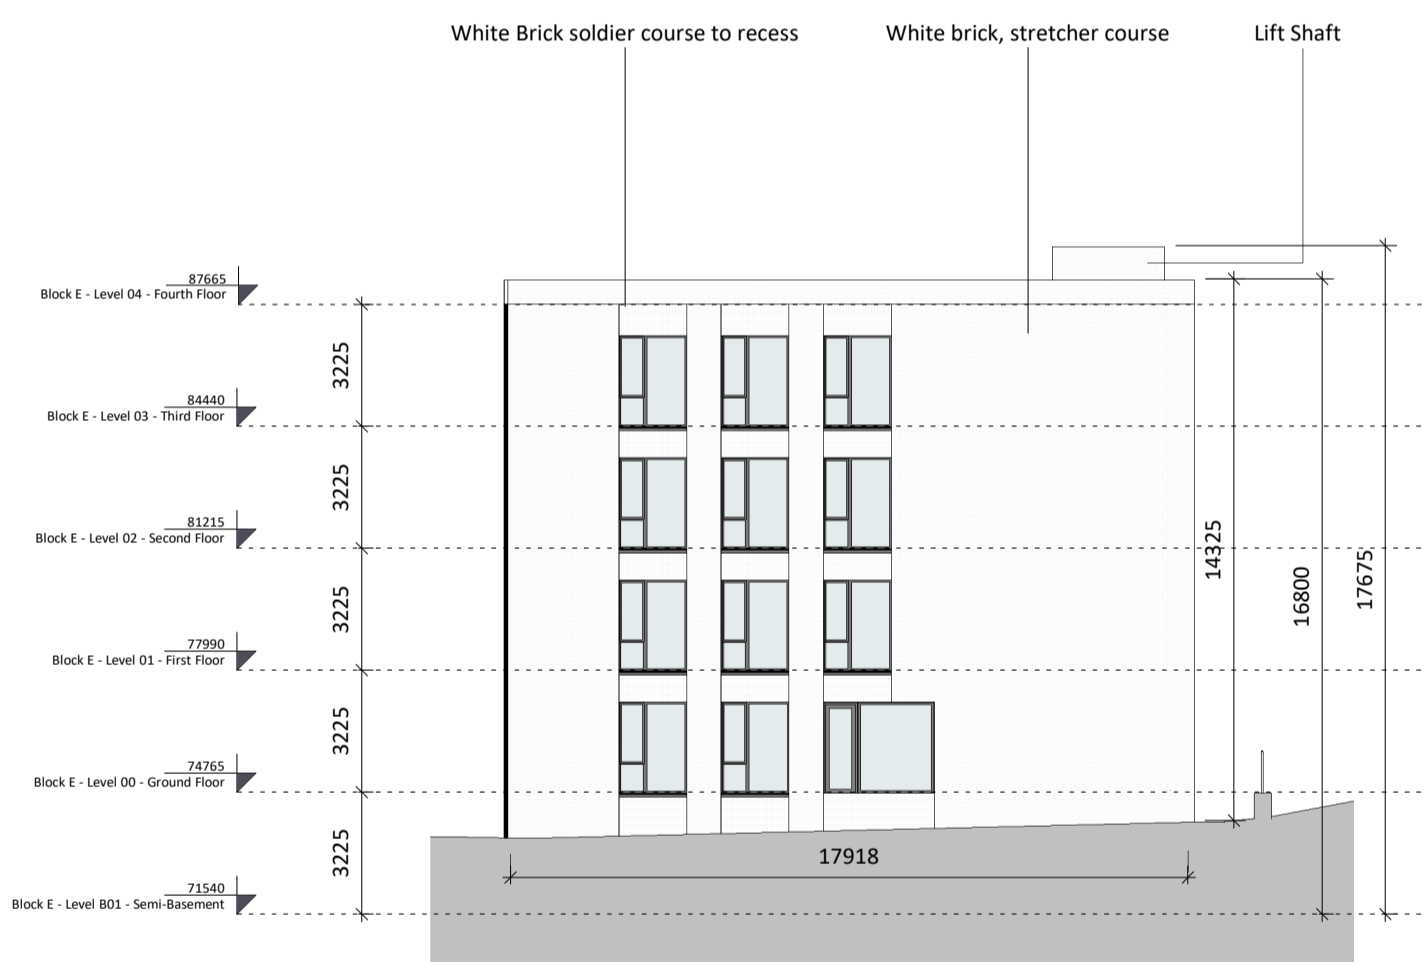 White Brick soldier course to recess
White brick, stretcher course
Lift Shaft
87665
Block E - Level 04 - Fourth Floor
3225
84440
Block E - Level 03 - Third Floor
3225
81215
Block E - Level 02 - Second Floor
3225
77990
Block E - Level 01 - First Floor
3225
74765
Block E - Level 00 - Ground Floor
3225
71540
Block E - Level B01 - Semi-Basement
17918
14325
16800
17675